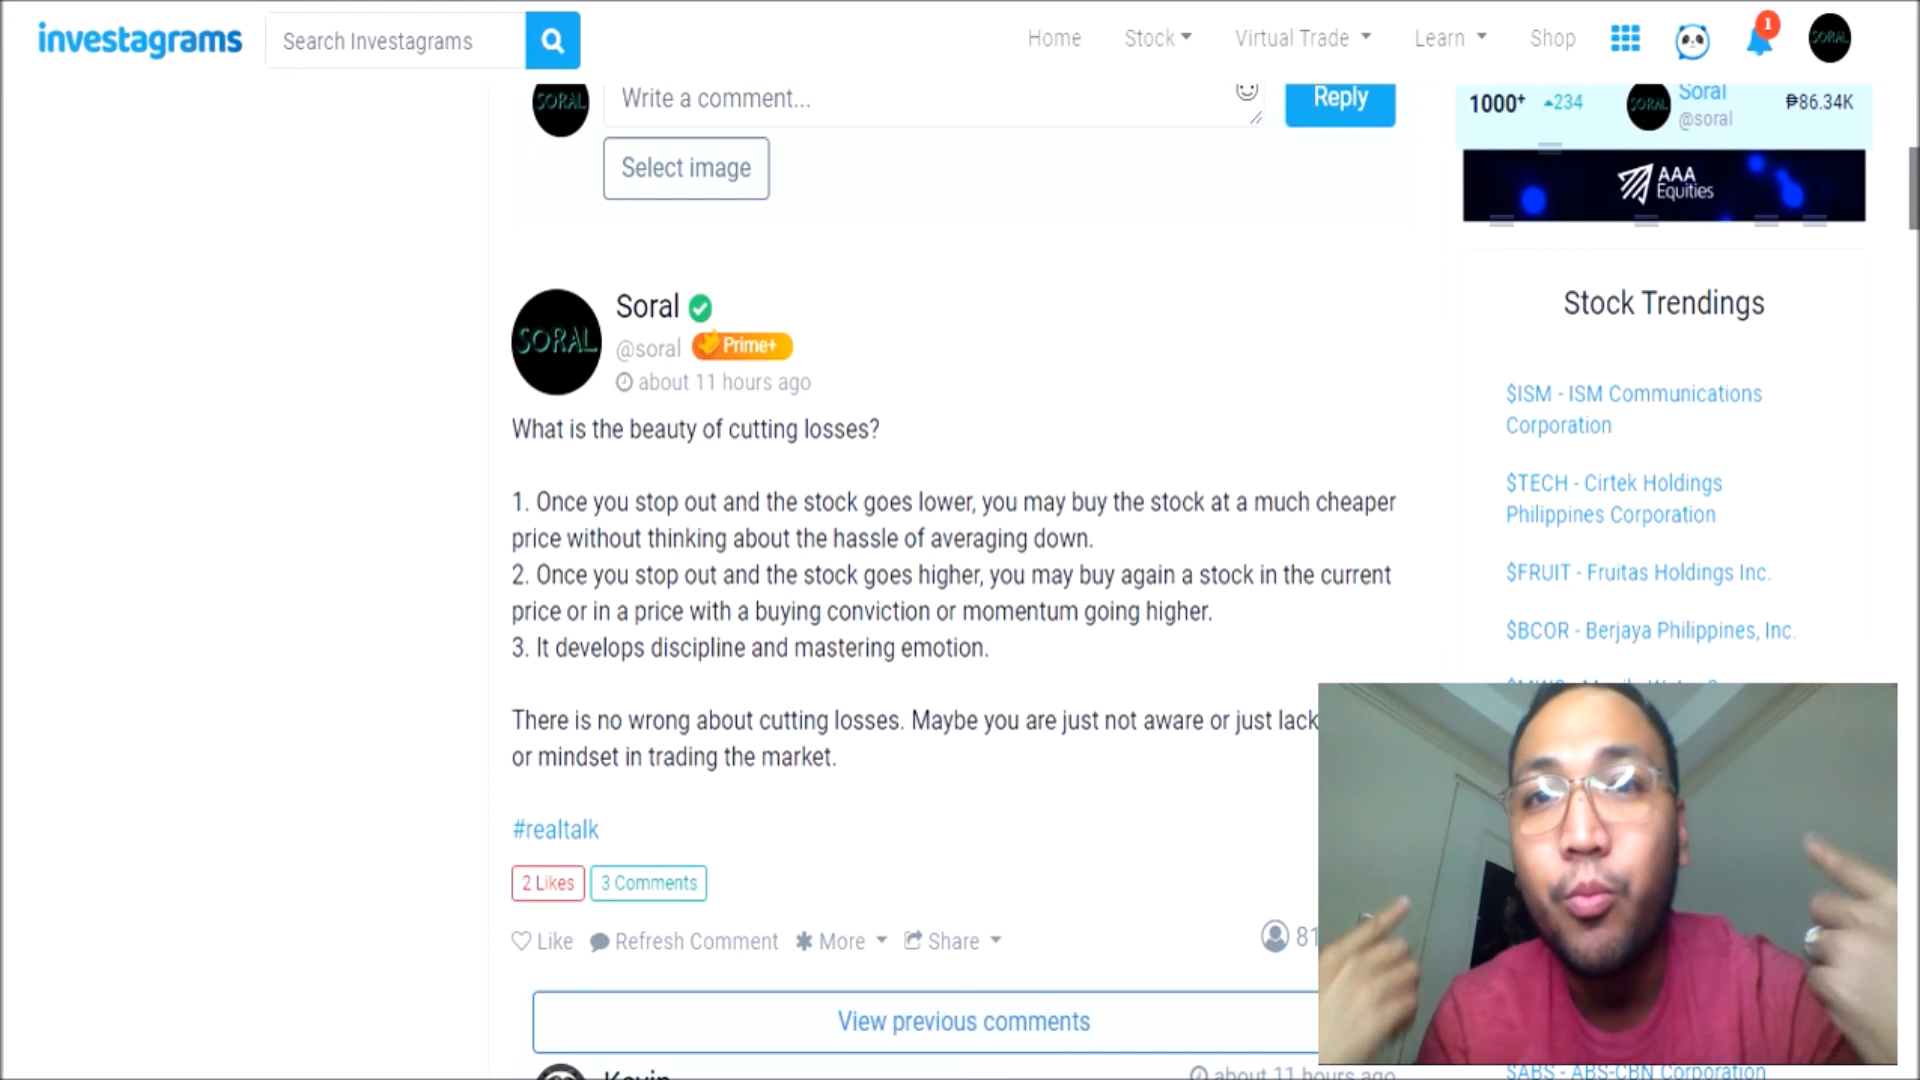 investagrams
Search Investagrams
Home
Stock
Virtual Trade
Learn
Shop
1
SORAL
SORAL
Write a comment...
Reply
Select image
1000+
234
SORAL
Soral
@soral
₱86.34K
AAA
Equities
SORAL
Soral
@soral
Prime+
about 11 hours ago
What is the beauty of cutting losses?
1. Once you stop out and the stock goes lower, you may buy the stock at a much cheaper
price without thinking about the hassle of averaging down.
2. Once you stop out and the stock goes higher, you may buy again a stock in the current
price or in a price with a buying conviction or momentum going higher.
3. It develops discipline and mastering emotion.
There is no wrong about cutting losses. Maybe you are just not aware or just lack
or mindset in trading the market.
#realtalk
2 Likes
3 Comments
Like
Refresh Comment
More
Share
81
View previous comments
Kevin
about 11 hours ago
Stock Trendings
$ISM - ISM Communications
Corporation
$TECH - Cirtek Holdings
Philippines Corporation
$FRUIT - Fruitas Holdings Inc.
$BCOR - Berjaya Philippines, Inc.
$ABS - ABS-CBN Corporation